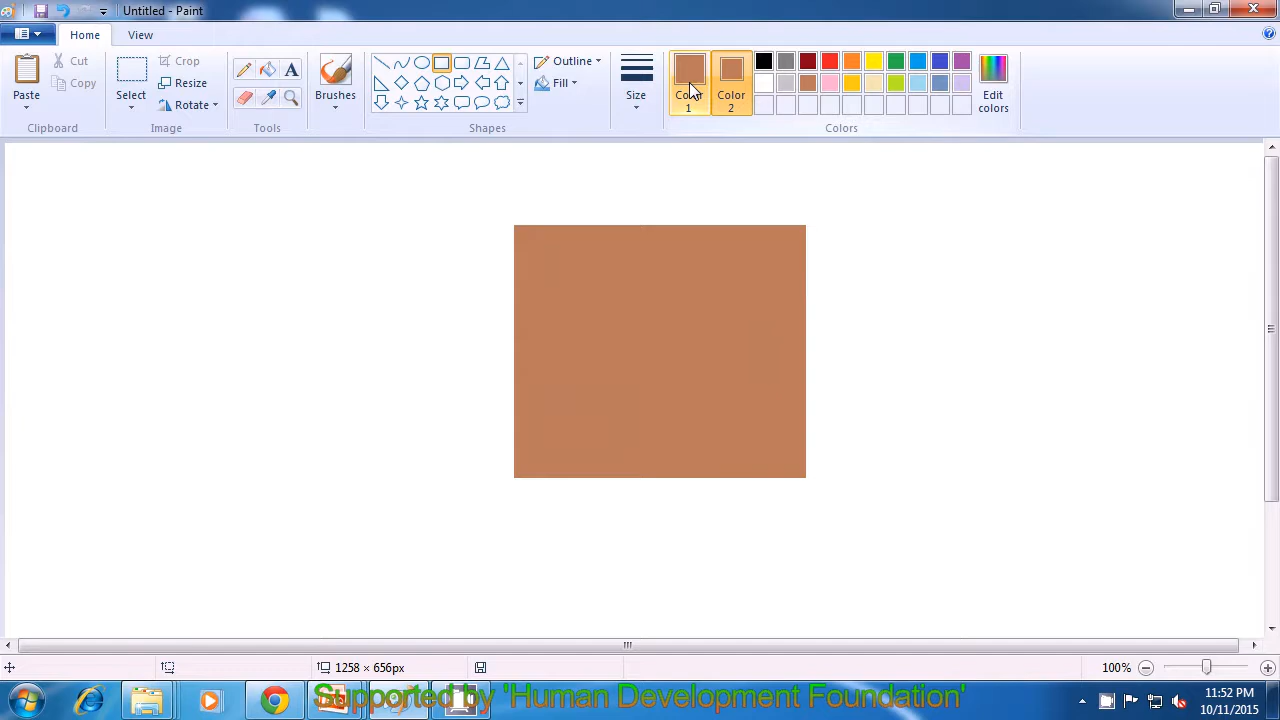 Untitled - Paint
Home View
Paste
Cut
Copy
Clipboard
Select
Crop
Resize
Rotate
Image
A
Tools
Brushes
Outline
Fill
Shapes
Size
Color
1
Color
2
Edit
colors
Colors
1258 × 656px
100%
Supported by 'Human Development Foundation'
11:52 PM
10/11/2015